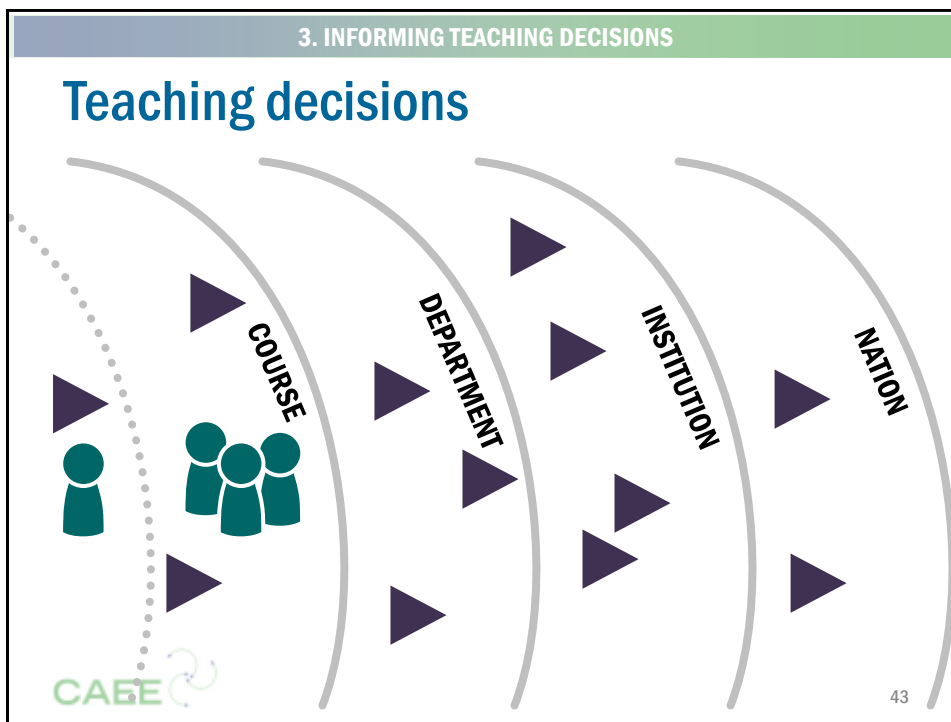 3. INFORMING TEACHING DECISIONS
Teaching decisions
COURSE
DEPARTMENT
INSTITUTION
NATION
CAEE
43